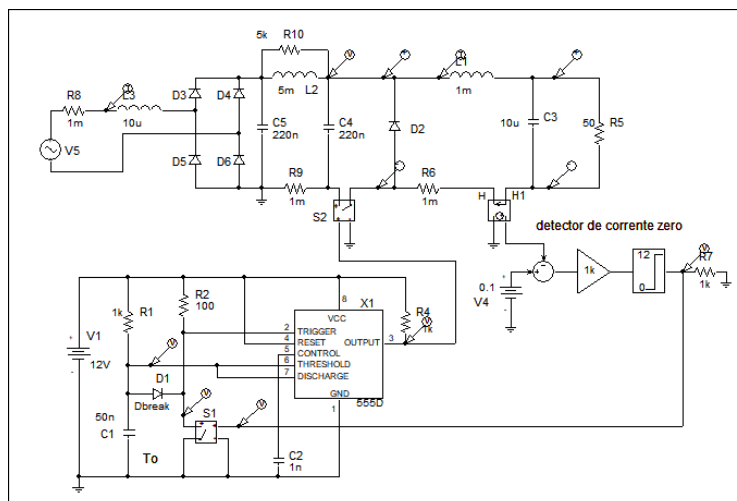 5k R10
R8
L3
D3 D4
5m L2
L1
1m
10u
1m
C5
220n
C4
220n
D2
10u
C3
50
R5
V5
D5 D6
R9
1m
S2
R6
1m
H H1
detector de corrente zero
1k
12
0
R7
1k
0.1
V4
1k R1
R2
100
X1
8
VCC
2 TRIGGER
4 RESET OUTPUT 3
5 CONTROL
6 THRESHOLD
7 DISCHARGE
GND
1
555D
R4
1k
V1
12V
D1
Dbreak
50n
C1
To
S1
C2
1n